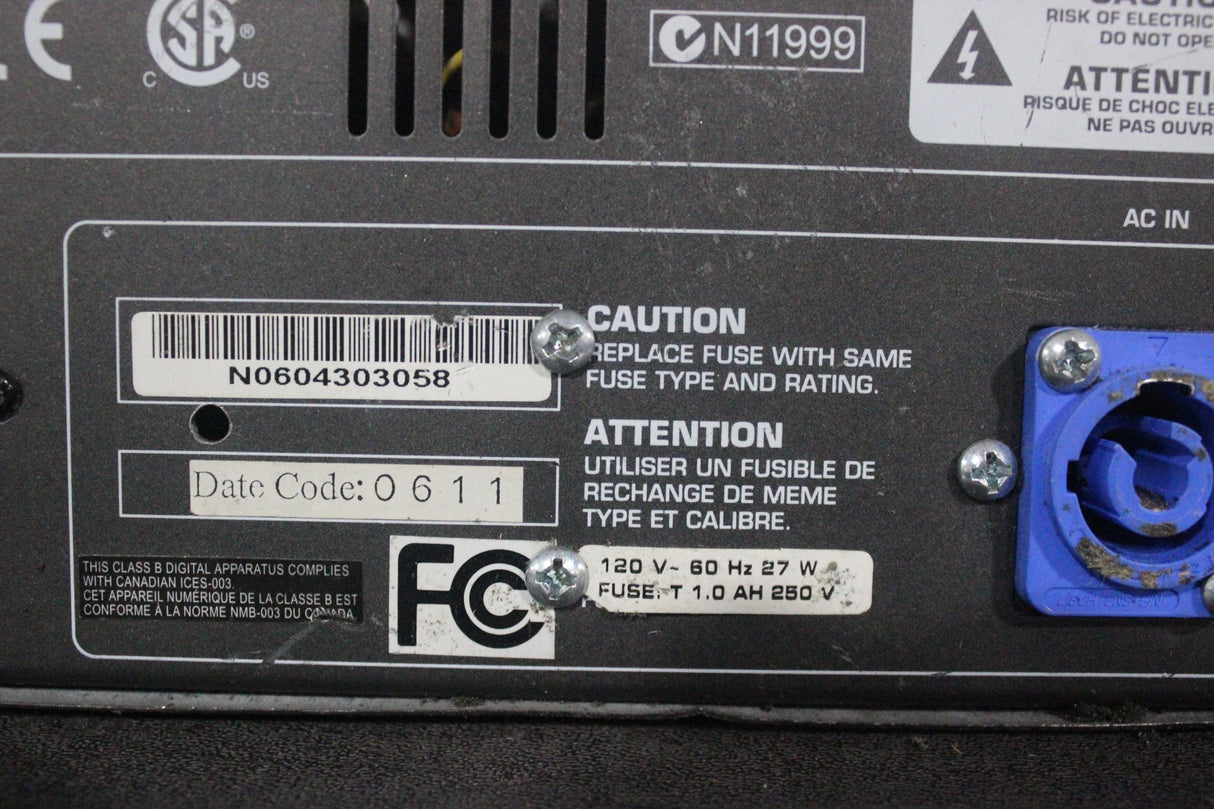 CE
CSA ®
C US
N11999
CAUTION
RISK OF ELECTRIC
DO NOT OPE
ATTENTI
RISQUE DE CHOC ELE
NE PAS OUVR
AC IN
N0604303058
CAUTION
REPLACE FUSE WITH SAME
FUSE TYPE AND RATING.
ATTENTION
UTILISER UN FUSIBLE DE
RECHANGE DE MEME
TYPE ET CALIBRE.
Date Code: 0611
THIS CLASS B DIGITAL APPARATUS COMPLIES
WITH CANADIAN ICES-003.
CET APPAREIL NUMÉRIQUE DE LA CLASSE B EST
CONFORME À LA NORME NMB-003 DU CANADA
FC
120 V~ 60 Hz 27 W
FUSE: T 1.0 AH 250 V
LIECHTENSTEIN